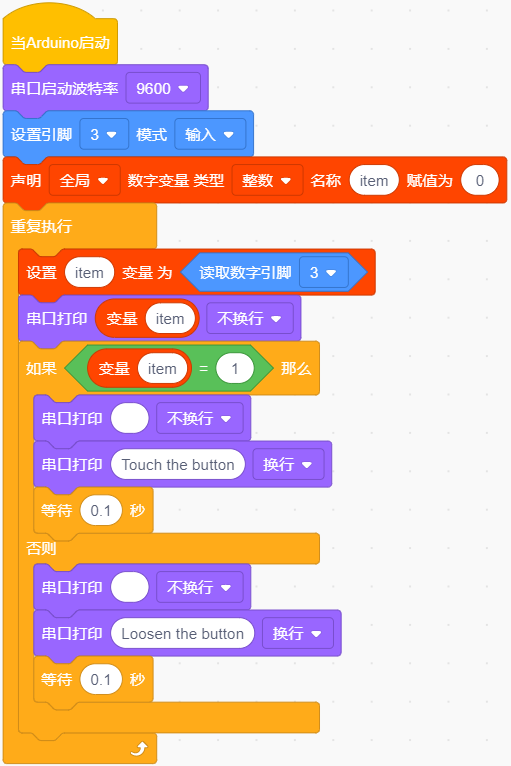 当Arduino启动
串口启动波特率 9600
设置引脚 3 模式 输入
声明 全局 数字变量 类型 整数 名称 item 赋值为 0
重复执行
设置 item 变量 为 读取数字引脚 3
串口打印 变量 item 不换行
如果 变量 item = 1 那么
串口打印 不换行
串口打印 Touch the button 换行
等待 0.1 秒
否则
串口打印 不换行
串口打印 Loosen the button 换行
等待 0.1 秒